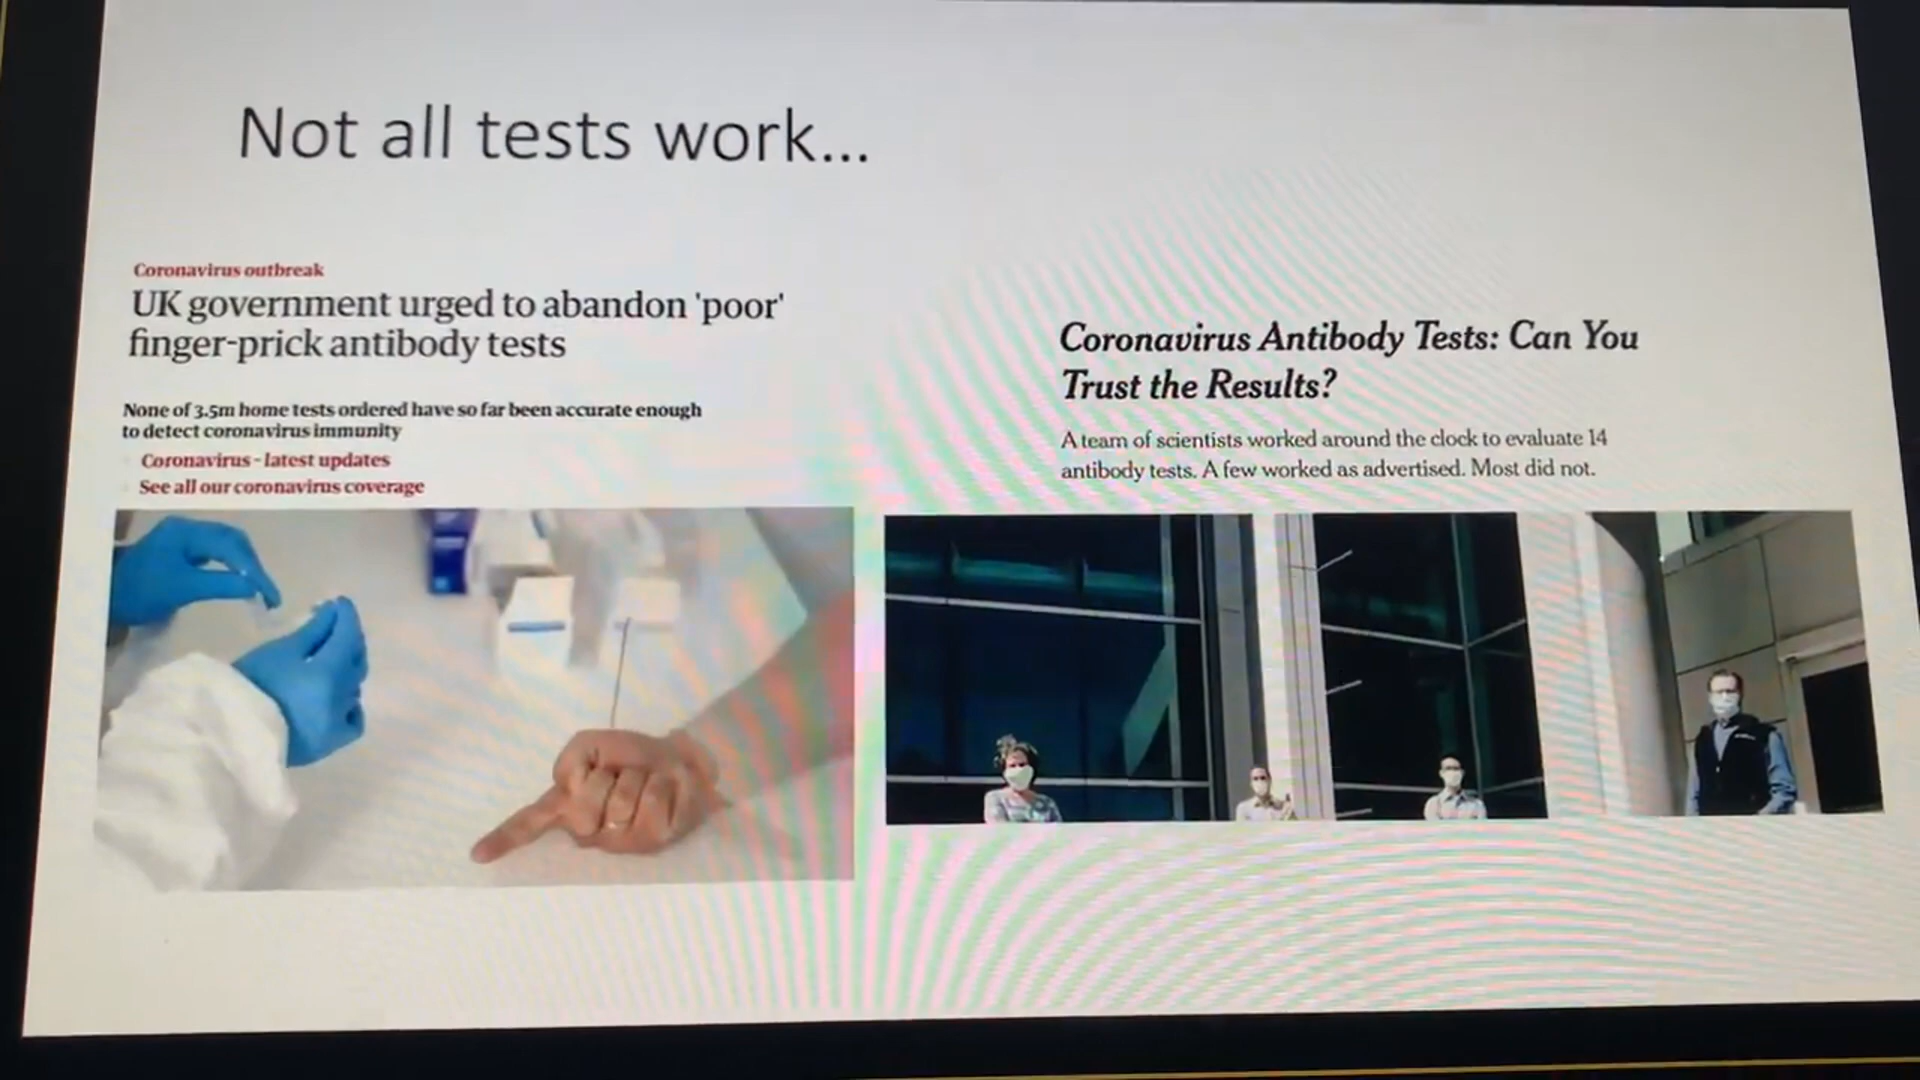 Not all tests work...
Coronavirus outbreak
UK government urged to abandon 'poor'
finger-prick antibody tests
None of 3.5m home tests ordered have so far been accurate enough
to detect coronavirus immunity
Coronavirus - latest updates
See all our coronavirus coverage
Coronavirus Antibody Tests: Can You
Trust the Results?
A team of scientists worked around the clock to evaluate 14
antibody tests. A few worked as advertised. Most did not.